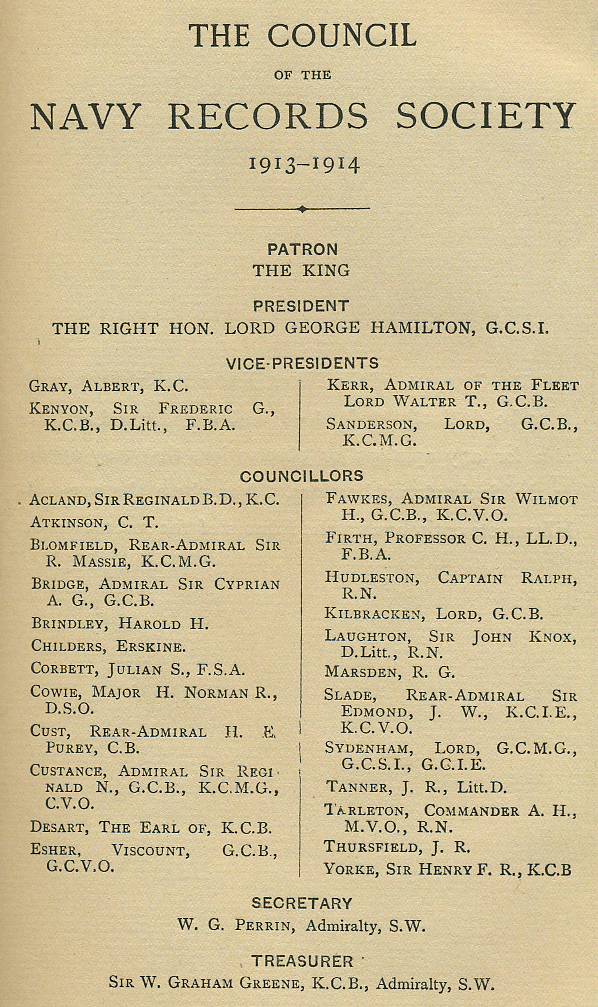 THE COUNCIL
OF THE
NAVY RECORDS SOCIETY
1913–1914
PATRON
THE KING
PRESIDENT
THE RIGHT HON. LORD GEORGE HAMILTON, G.C.S.I.
VICE-PRESIDENTS
GRAY, ALBERT, K.C.
KENYON, SIR FREDERIC G.,
K.C.B., D.Litt., F.B.A.
KERR, ADMIRAL OF THE FLEET
LORD WALTER T., G.C.B.
SANDERSON, LORD, G.C.B.,
K.C.M.G.
COUNCILLORS
ACLAND, SIR REGINALD B.D., K.C.
ATKINSON, C. T.
BLOMFIELD, REAR-ADMIRAL SIR
R. MASSIE, K.C.M.G.
BRIDGE, ADMIRAL SIR CYPRIAN
A. G., G.C.B.
BRINDLEY, HAROLD H.
CHILDERS, ERSKINE.
CORBETT, JULIAN S., F.S.A.
COWIE, MAJOR H. NORMAN R.,
D.S.O.
CUST, REAR-ADMIRAL H. E.
PUREY, C.B.
CUSTANCE, ADMIRAL SIR REGI-
NALD N., G.C.B., K.C.M.G.,
C.V.O.
DESART, THE EARL OF, K.C.B.
ESHER, VISCOUNT, G.C.B.,
G.C.V.O.
FAWKES, ADMIRAL SIR WILMOT
H., G.C.B., K.C.V.O.
FIRTH, PROFESSOR C. H., LL.D.,
F.B.A.
HUDLESTON, CAPTAIN RALPH,
R.N.
KILBRACKEN, LORD, G.C.B.
LAUGHTON, SIR JOHN KNOX,
D.Litt., R.N.
MARSDEN, R. G.
SLADE, REAR-ADMIRAL SIR
EDMOND, J. W., K.C.I.E.,
K.C.V.O.
SYDENHAM, LORD, G.C.M.G.,
G.C.S.I., G.C.I.E.
TANNER, J. R., Litt.D.
TARLETON, COMMANDER A. H.,
M.V.O., R.N.
THURSFIELD, J. R.
YORKE, SIR HENRY F. R., K.C.B
SECRETARY
W. G. PERRIN, Admiralty, S.W.
TREASURER
SIR W. GRAHAM GREENE, K.C.B., Admiralty, S.W.